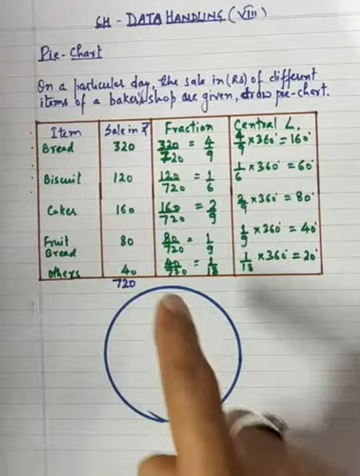 CH - DATA HANDLING (VIII)
Pie-Chart
On a particular day, the sale in (Rs) of different
items of a baker's shop are given, draw pie-chart.
Item Sale in ₹ Fraction Central ∠.
Bread 320 320/720 = 4/9 4/9 × 360° = 160°
Biscuit 120 120/720 = 1/6 1/6 × 360° = 60°
Cakes 160 160/720 = 2/9 2/9 × 360° = 80°
Fruit Bread 80 80/720 = 1/9 1/9 × 360° = 40°
Others 40 40/720 = 1/18 1/18 × 360° = 20°
720